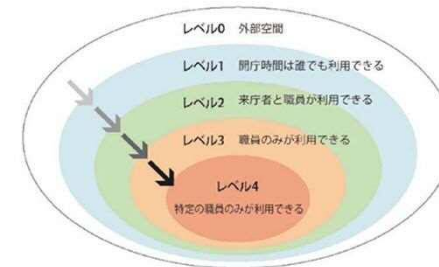 レベル0 外部空間
レベル1 開庁時間は誰でも利用できる
レベル2 来庁者と職員が利用できる
レベル3 職員のみが利用できる
レベル4
特定の職員のみが利用できる